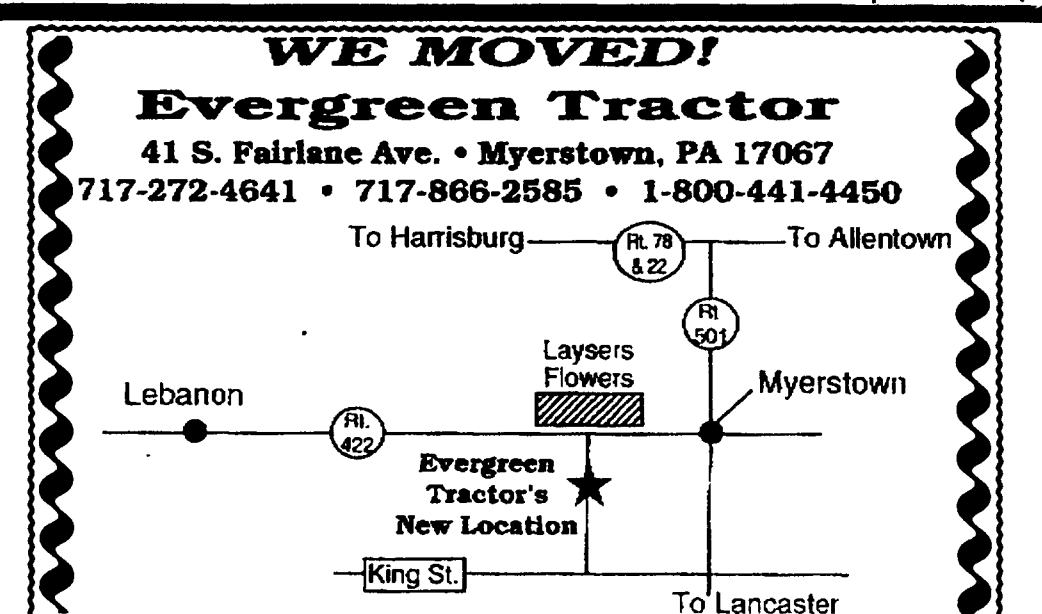 WE MOVED!
Evergreen Tractor
41 S. Fairlane Ave. • Myerstown, PA 17067
717-272-4641 • 717-866-2585 • 1-800-441-4450
To Harrisburg
Rt. 78
& 22
To Allentown
Rt
501
Laysers
Flowers
Myerstown
Lebanon
Rt.
422
Evergreen
Tractor's
New Location
King St.
To Lancaster